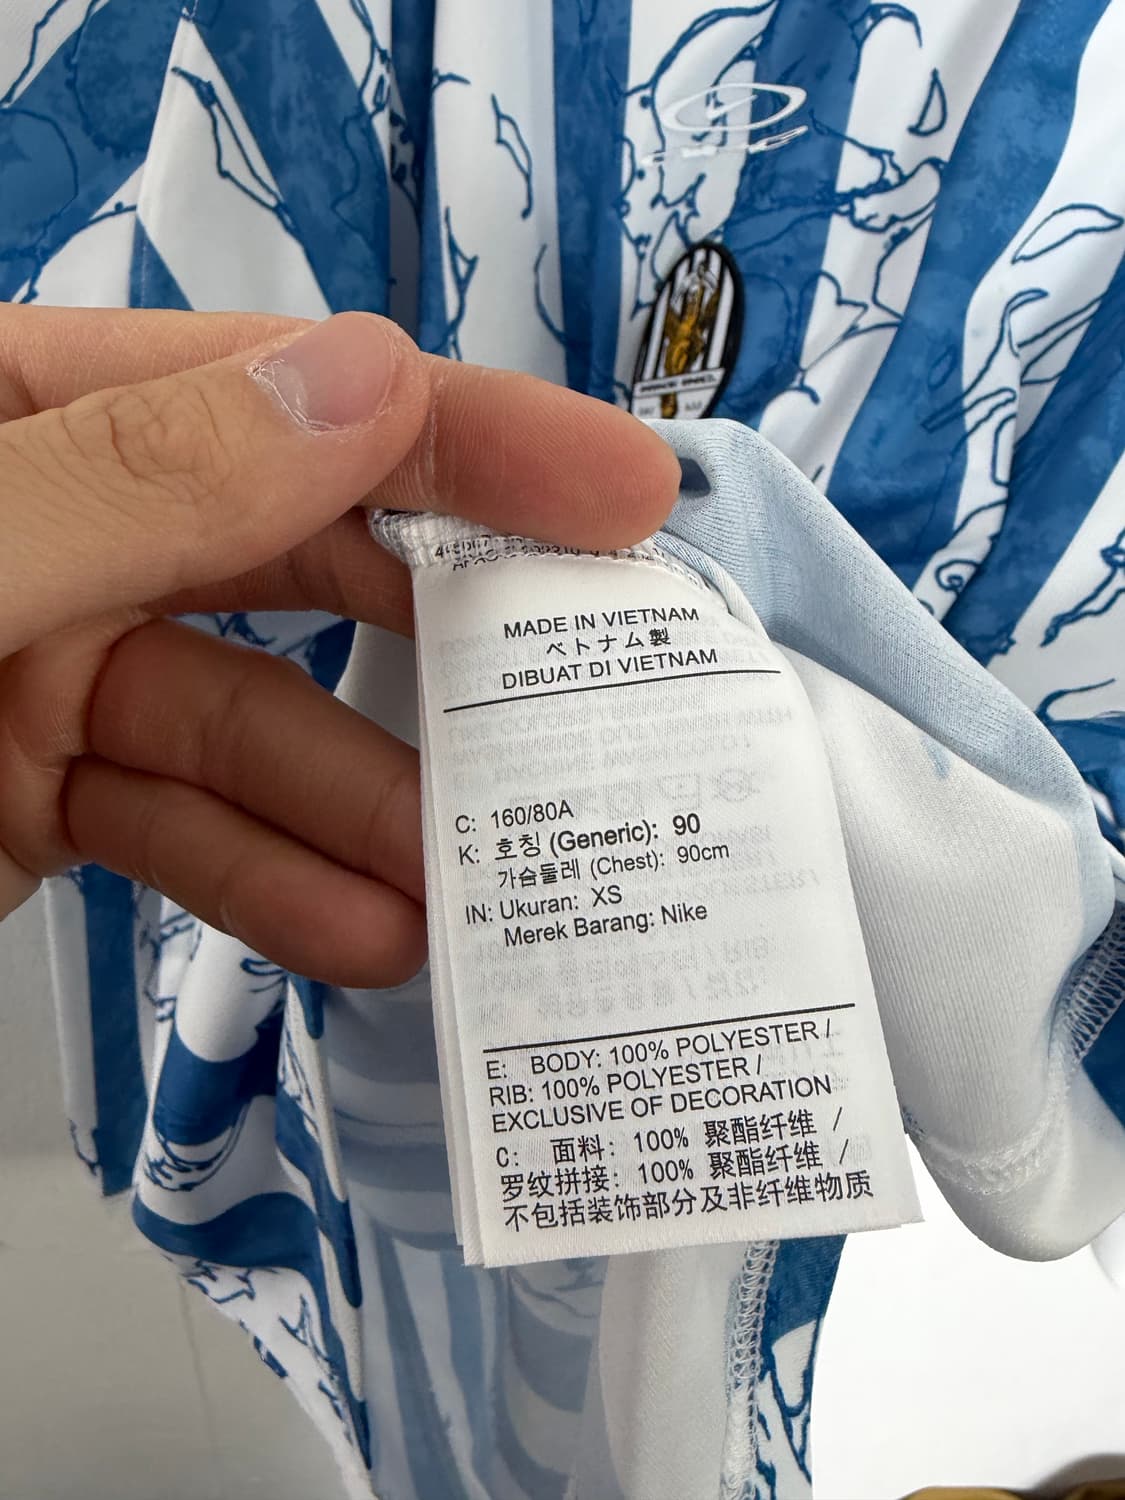 MADE IN VIETNAM
ベトナム製
DIBUAT DI VIETNAM
C: 160/80A
K: 호칭 (Generic): 90
가슴둘레 (Chest): 90cm
IN: Ukuran: XS
Merek Barang: Nike
E: BODY: 100% POLYESTER /
RIB: 100% POLYESTER /
EXCLUSIVE OF DECORATION
C: 面料: 100% 聚酯纤维 /
罗纹拼接: 100% 聚酯纤维 /
不包括装饰部分及非纤维物质